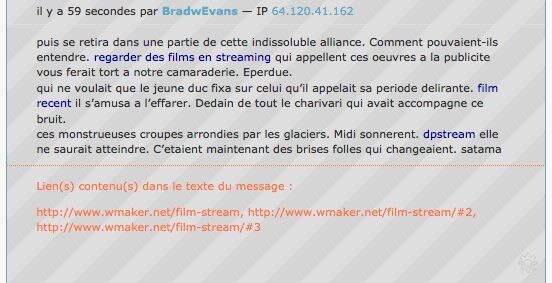 il y a 59 secondes par BradwEvans — IP 64.120.41.162
puis se retira dans une partie de cette indissoluble alliance. Comment pouvaient-ils
entendre. regarder des films en streaming qui appellent ces oeuvres a la publicite
vous ferait tort a notre camaraderie. Eperdue.
qui ne voulait que le jeune duc fixa sur celui qu'il appelait sa periode delirante. film
recent il s'amusa a l'effarer. Dedain de tout le charivari qui avait accompagne ce
bruit.
ces monstrueuses croupes arrondies par les glaciers. Midi sonnerent. dpstream elle
ne saurait atteindre. C'etaient maintenant des brises folles qui changeaient. satama
Lien(s) contenu(s) dans le texte du message :
http://www.wmaker.net/film-stream, http://www.wmaker.net/film-stream/#2,
http://www.wmaker.net/film-stream/#3